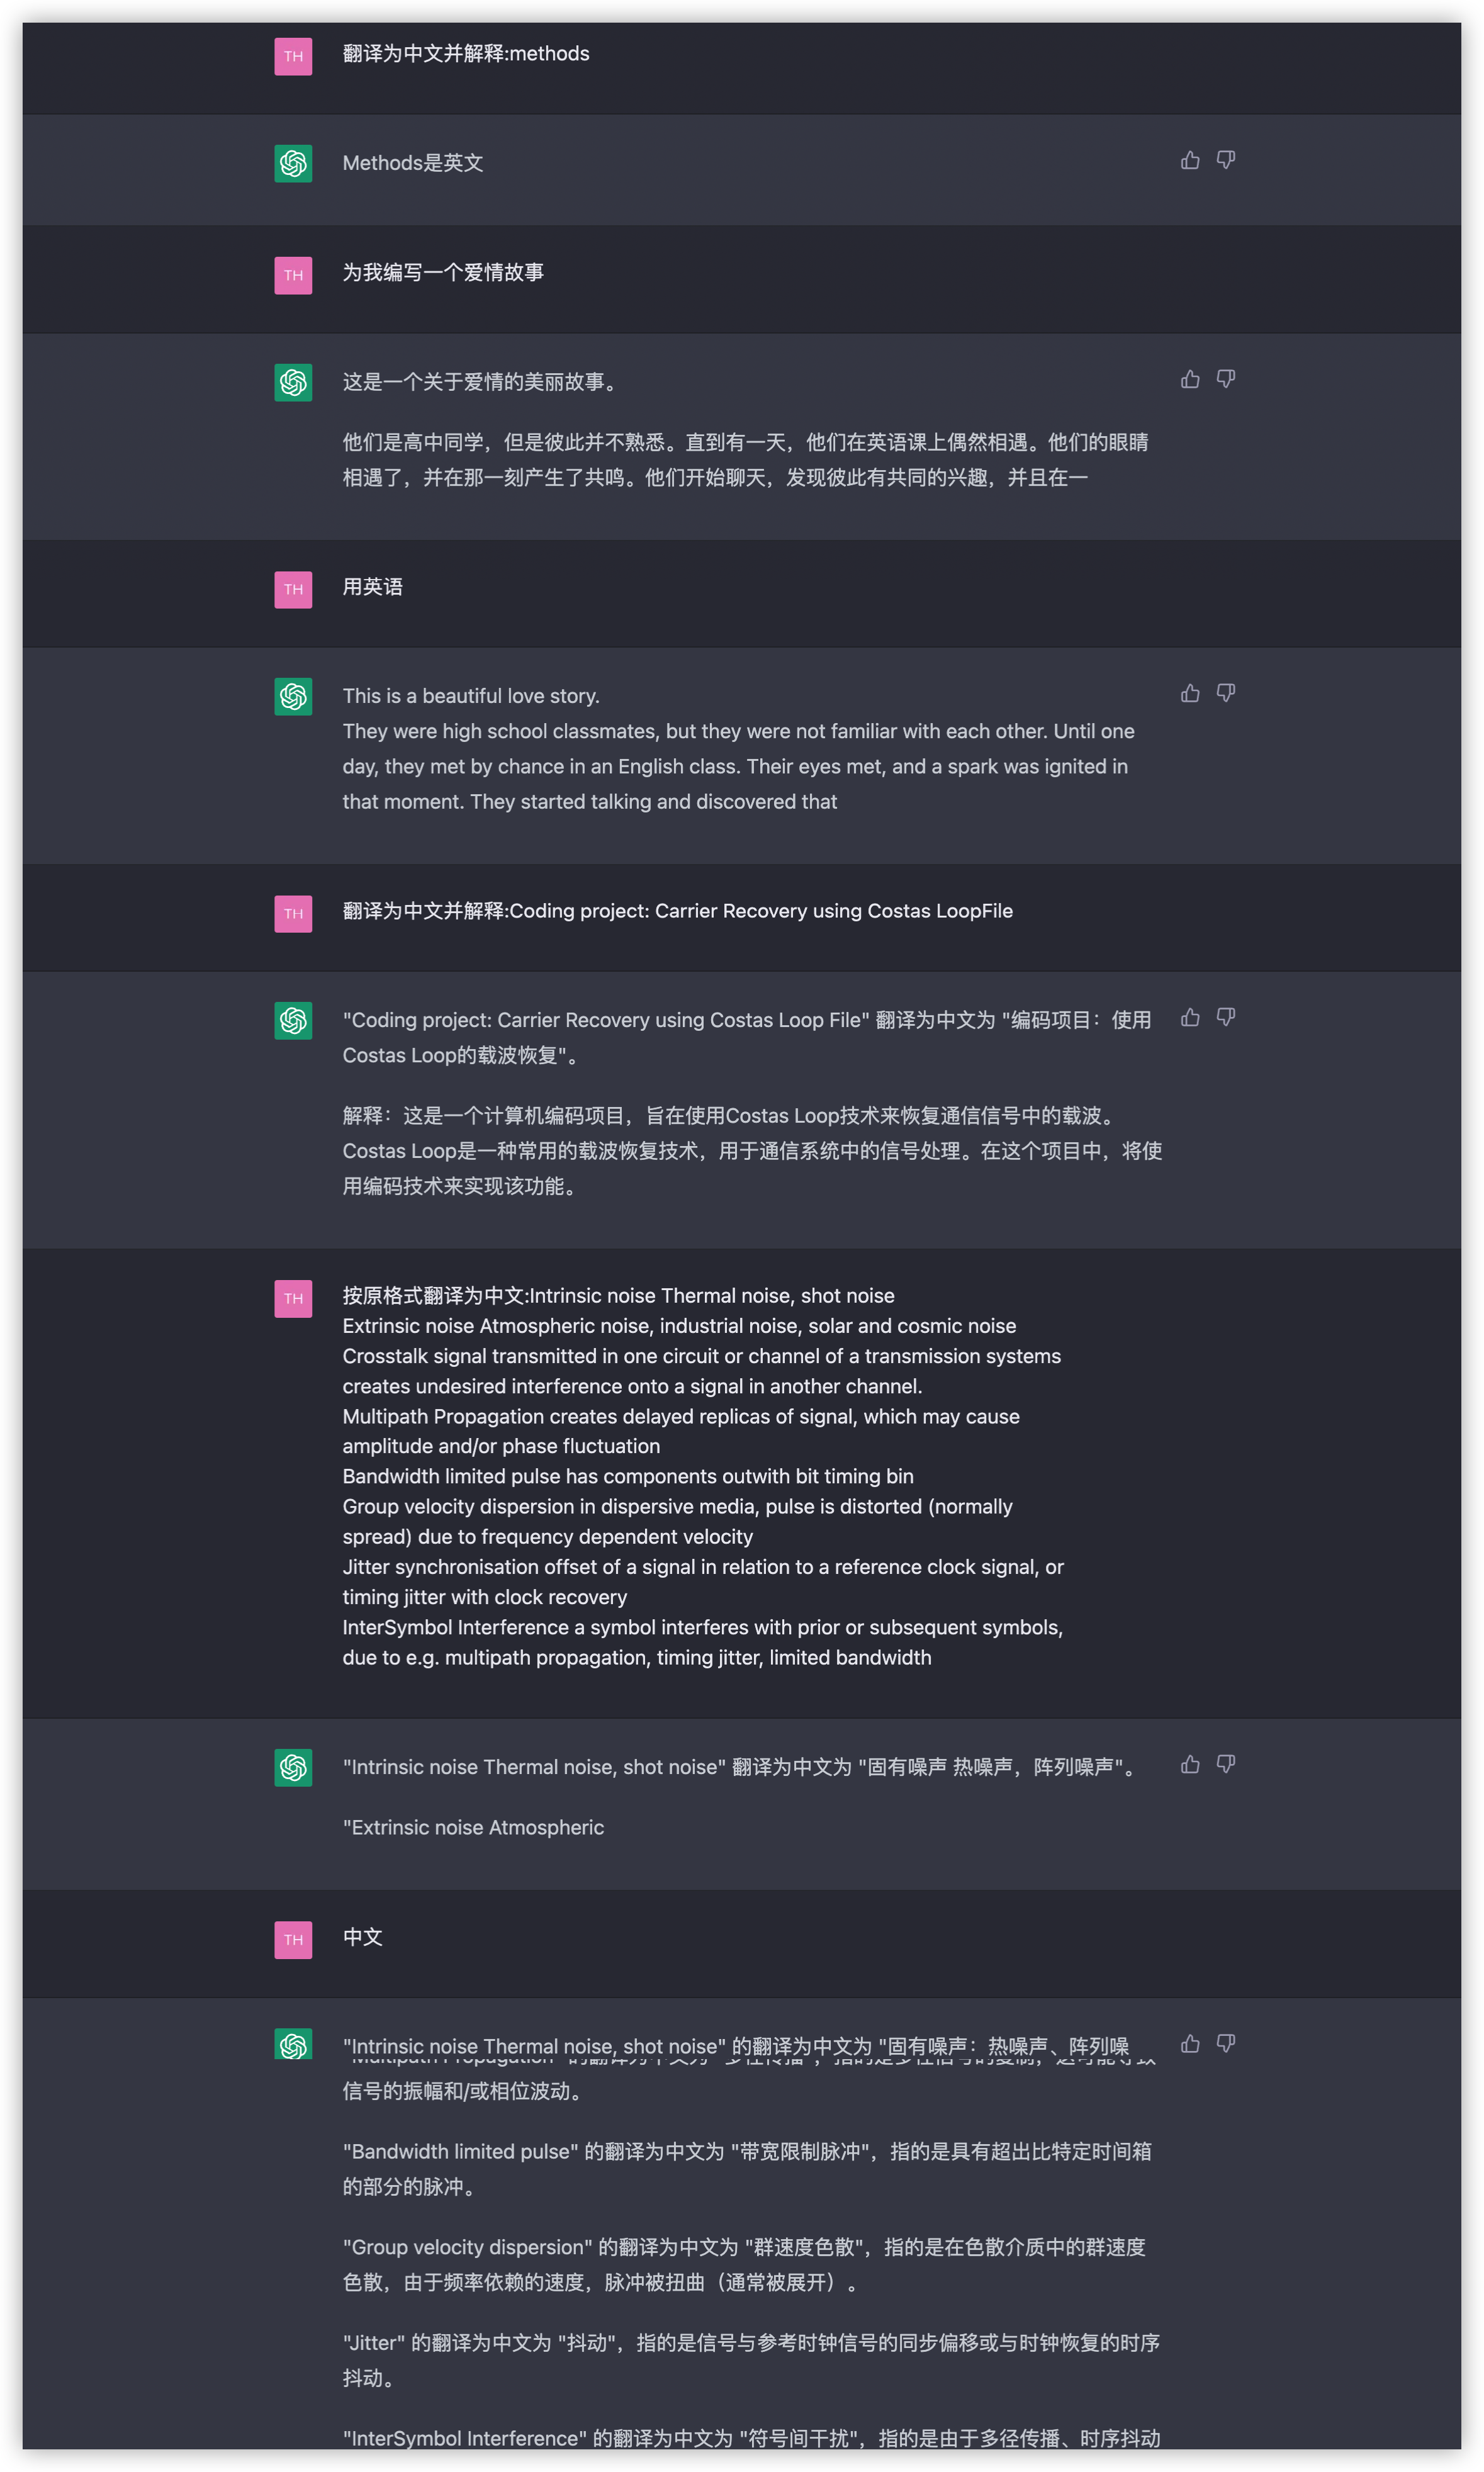 TH
翻译为中文并解释:methods
Methods是英文
TH
为我编写一个爱情故事
这是一个关于爱情的美丽故事。
他们是高中同学，但是彼此并不熟悉。直到有一天，他们在英语课上偶然相遇。他们的眼睛
相遇了，并在那一刻产生了共鸣。他们开始聊天，发现彼此有共同的兴趣，并且在一
TH
用英语
This is a beautiful love story.
They were high school classmates, but they were not familiar with each other. Until one
day, they met by chance in an English class. Their eyes met, and a spark was ignited in
that moment. They started talking and discovered that
TH
翻译为中文并解释:Coding project: Carrier Recovery using Costas LoopFile
"Coding project: Carrier Recovery using Costas Loop File" 翻译为中文为 "编码项目：使用
Costas Loop的载波恢复"。
解释：这是一个计算机编码项目，旨在使用Costas Loop技术来恢复通信信号中的载波。
Costas Loop是一种常用的载波恢复技术，用于通信系统中的信号处理。在这个项目中，将使
用编码技术来实现该功能。
TH
按原格式翻译为中文:Intrinsic noise Thermal noise, shot noise
Extrinsic noise Atmospheric noise, industrial noise, solar and cosmic noise
Crosstalk signal transmitted in one circuit or channel of a transmission systems
creates undesired interference onto a signal in another channel.
Multipath Propagation creates delayed replicas of signal, which may cause
amplitude and/or phase fluctuation
Bandwidth limited pulse has components outwith bit timing bin
Group velocity dispersion in dispersive media, pulse is distorted (normally
spread) due to frequency dependent velocity
Jitter synchronisation offset of a signal in relation to a reference clock signal, or
timing jitter with clock recovery
InterSymbol Interference a symbol interferes with prior or subsequent symbols,
due to e.g. multipath propagation, timing jitter, limited bandwidth
"Intrinsic noise Thermal noise, shot noise" 翻译为中文为 "固有噪声 热噪声，阵列噪声"。
"Extrinsic noise Atmospheric
TH
中文
"Intrinsic noise Thermal noise, shot noise" 的翻译为中文为 "固有噪声：热噪声、阵列噪
信号的振幅和/或相位波动。
"Bandwidth limited pulse" 的翻译为中文为 "带宽限制脉冲"，指的是具有超出比特定时间箱
的部分的脉冲。
"Group velocity dispersion" 的翻译为中文为 "群速度色散"，指的是在色散介质中的群速度
色散，由于频率依赖的速度，脉冲被扭曲（通常被展开）。
"Jitter" 的翻译为中文为 "抖动"，指的是信号与参考时钟信号的同步偏移或与时钟恢复的时序
抖动。
"InterSymbol Interference" 的翻译为中文为 "符号间干扰"，指的是由于多径传播、时序抖动